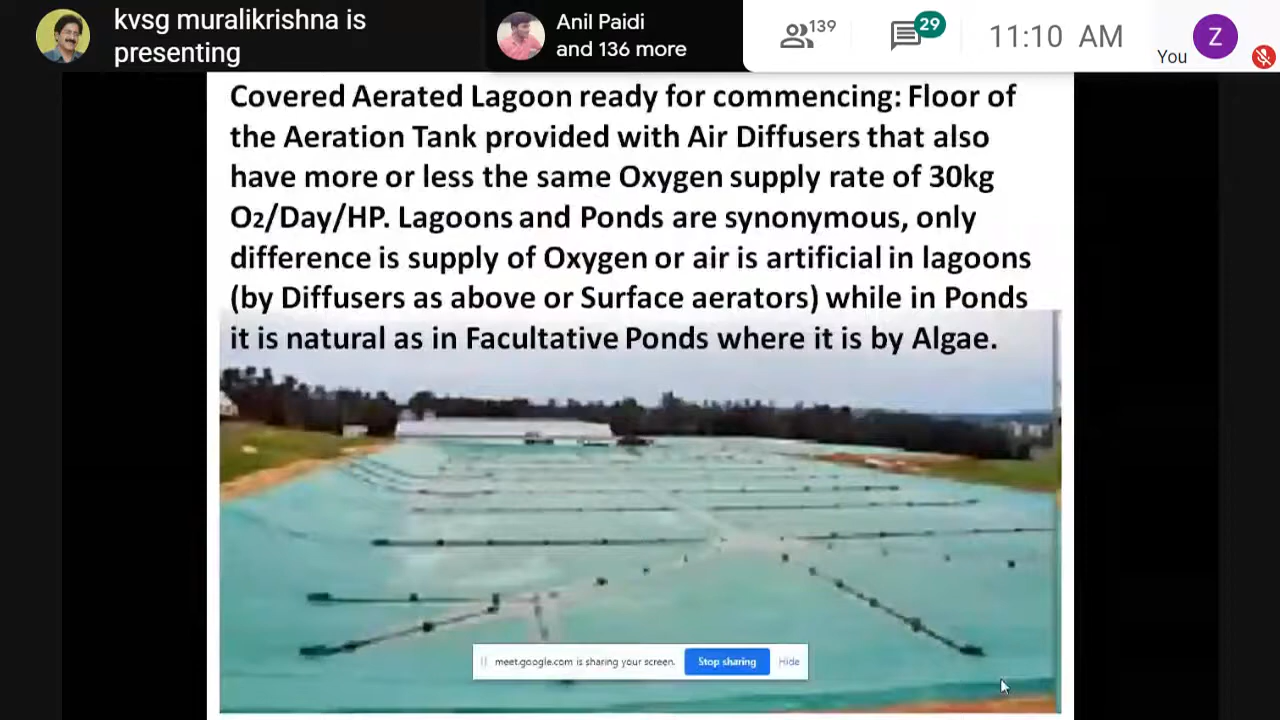 kvsg muralikrishna is
presenting
Anil Paidi
and 136 more
139
29
11:10 AM
You
Z
Covered Aerated Lagoon ready for commencing: Floor of
the Aeration Tank provided with Air Diffusers that also
have more or less the same Oxygen supply rate of 30kg
O2/Day/HP. Lagoons and Ponds are synonymous, only
difference is supply of Oxygen or air is artificial in lagoons
(by Diffusers as above or Surface aerators) while in Ponds
it is natural as in Facultative Ponds where it is by Algae.
meet.google.com is sharing your screen.
Stop sharing
Hide